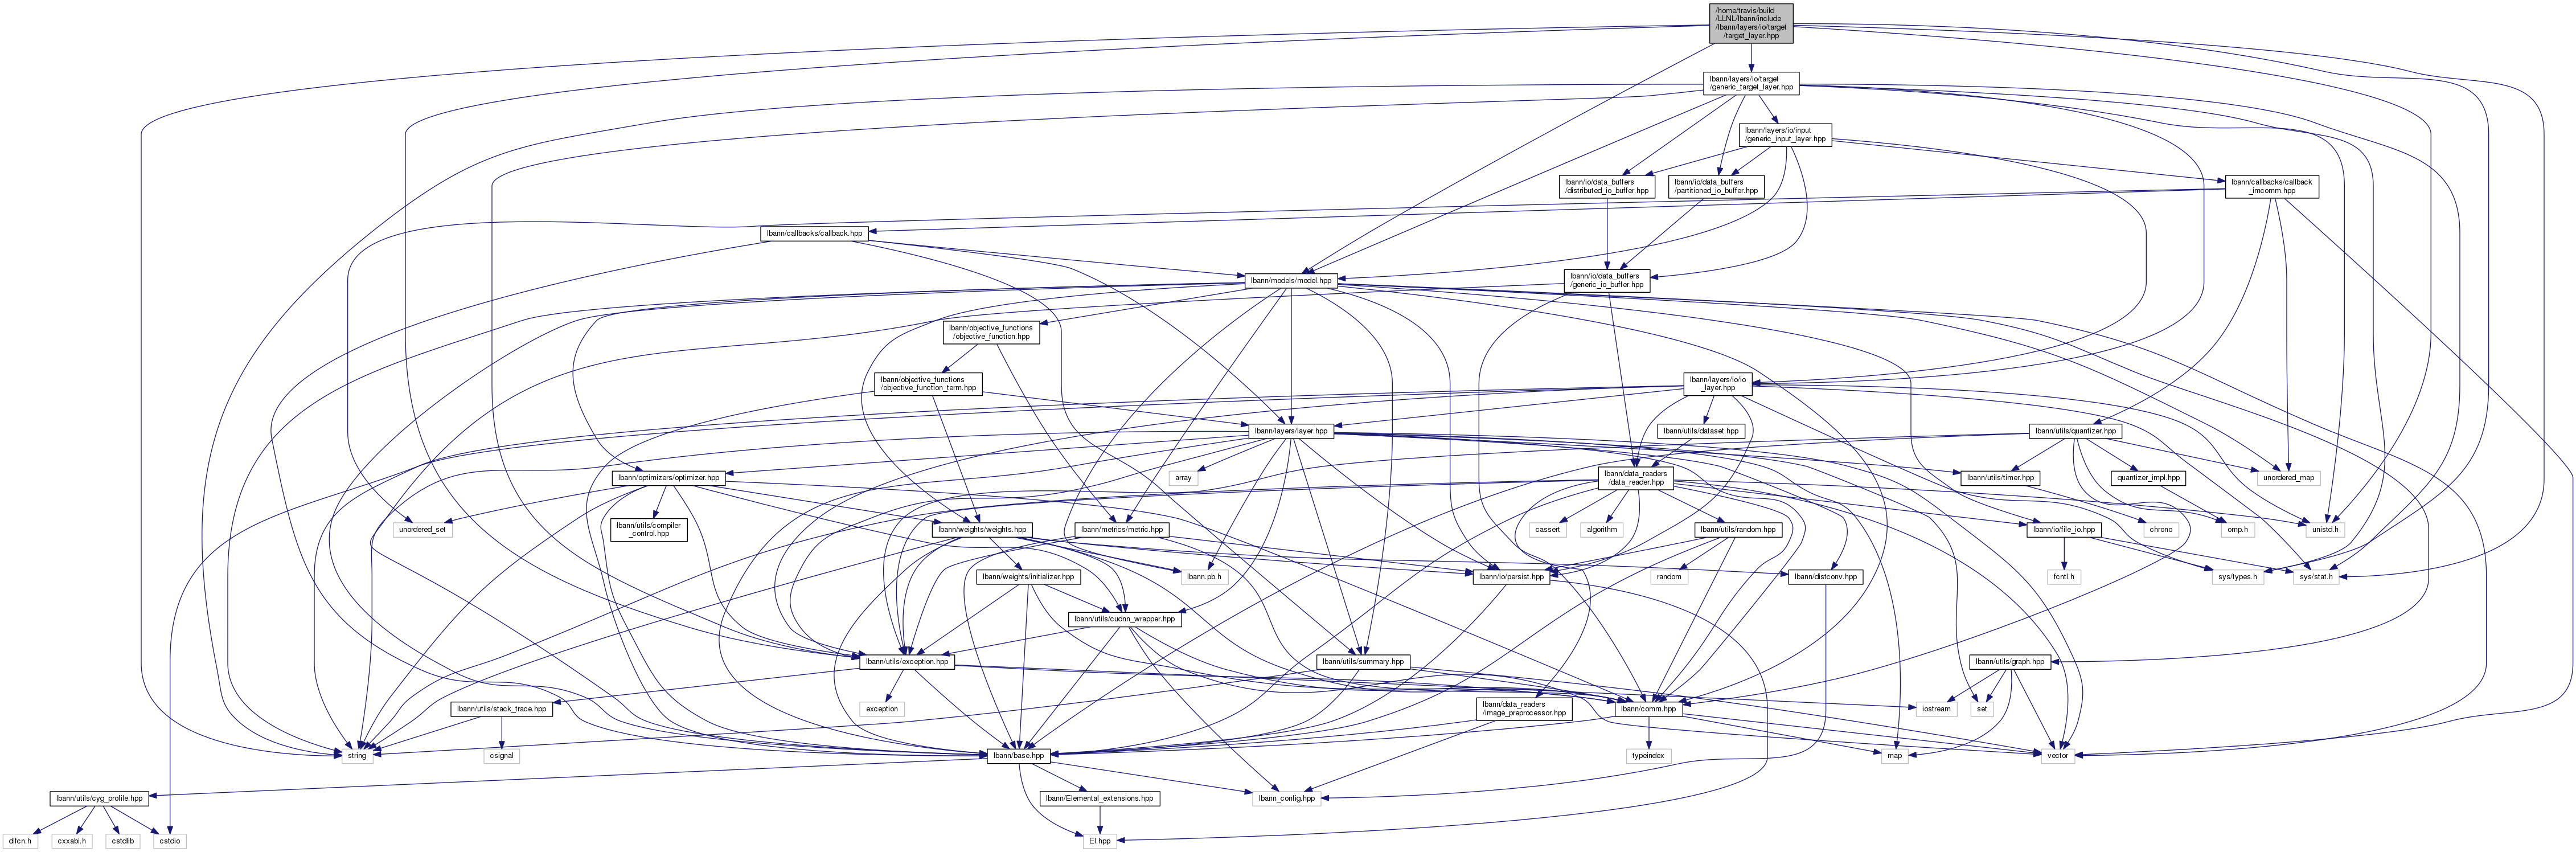 /home/travis/build
/LLNL/lbann/include
/lbann/layers/io/target
/target_layer.hpp
lbann/layers/io/target
/generic_target_layer.hpp
lbann/layers/io/input
/generic_input_layer.hpp
lbann/io/data_buffers
/distributed_io_buffer.hpp
lbann/io/data_buffers
/partitioned_io_buffer.hpp
lbann/callbacks/callback
_imcomm.hpp
lbann/callbacks/callback.hpp
lbann/models/model.hpp
lbann/io/data_buffers
/generic_io_buffer.hpp
lbann/objective_functions
/objective_function.hpp
lbann/objective_functions
/objective_function_term.hpp
lbann/layers/io/io
_layer.hpp
lbann/layers/layer.hpp
lbann/utils/dataset.hpp
lbann/utils/quantizer.hpp
lbann/optimizers/optimizer.hpp
array
lbann/data_readers
/data_reader.hpp
lbann/utils/timer.hpp
quantizer_impl.hpp
unordered_map
unordered_set
lbann/utils/compiler
_control.hpp
lbann/weights/weights.hpp
lbann/metrics/metric.hpp
cassert
algorithm
lbann/utils/random.hpp
lbann/io/file_io.hpp
chrono
omp.h
unistd.h
lbann/weights/initializer.hpp
lbann.pb.h
lbann/io/persist.hpp
random
lbann/distconv.hpp
fcntl.h
sys/types.h
sys/stat.h
lbann/utils/cudnn_wrapper.hpp
lbann/utils/exception.hpp
lbann/utils/summary.hpp
lbann/utils/graph.hpp
lbann/utils/stack_trace.hpp
exception
lbann/data_readers
/image_preprocessor.hpp
lbann/comm.hpp
iostream
set
string
csignal
lbann/base.hpp
typeindex
map
vector
lbann/utils/cyg_profile.hpp
lbann/Elemental_extensions.hpp
lbann_config.hpp
dlfcn.h
cxxabi.h
cstdlib
cstdio
El.hpp